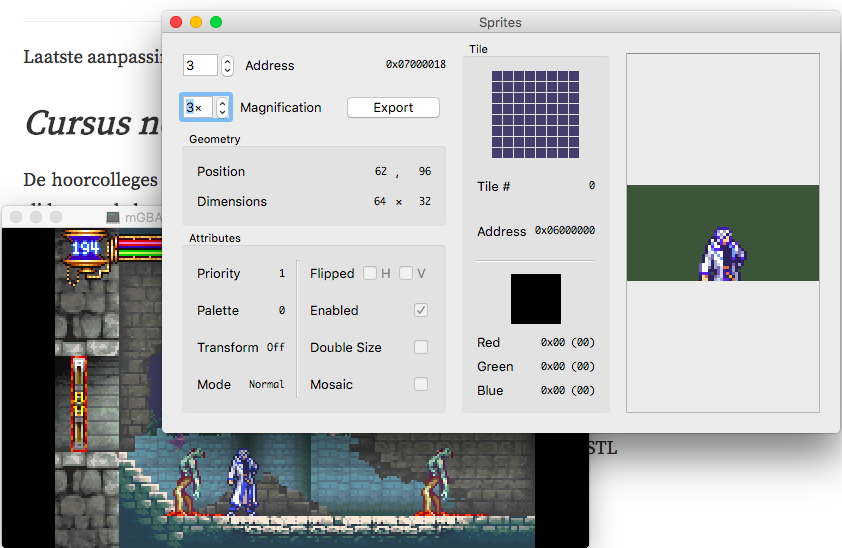 Sprites
Laatste aanpassin
3 Address 0x07000018
3× Magnification Export
Cursus n
Geometry
Position 62 , 96
Dimensions 64 × 32
De hoorcolleges
mGBA
194
Attributes
Priority 1 Flipped H V
Palette 0 Enabled
Transform Off Double Size
Mode Normal Mosaic
Tile
Tile # 0
Address 0x06000000
Red 0x00 (00)
Green 0x00 (00)
Blue 0x00 (00)
STL